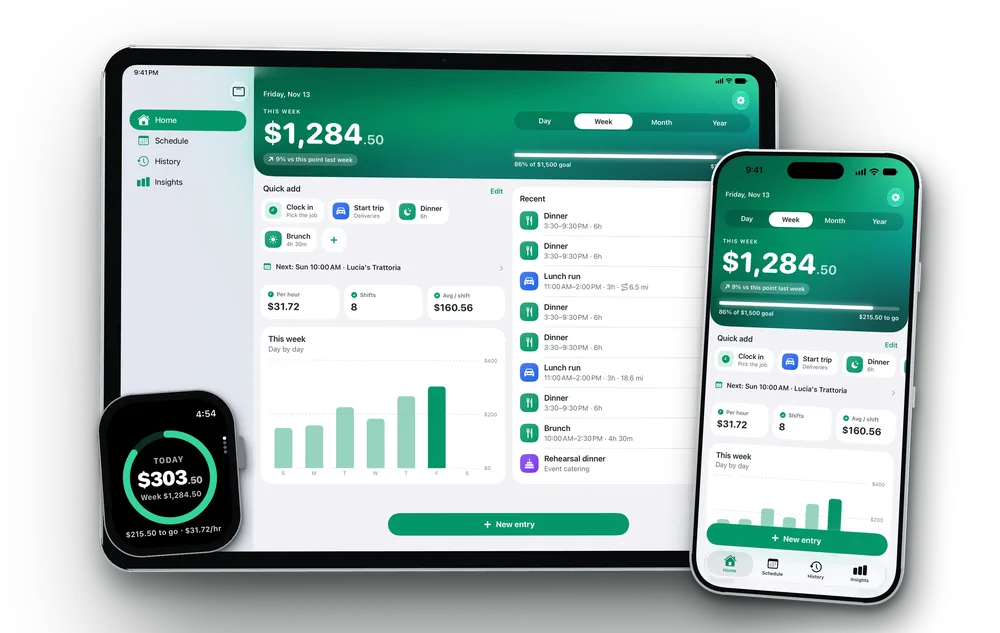 9:41 PM
Home
Schedule
History
Insights
Friday, Nov 13
THIS WEEK
$1,284.50
↗ 9% vs this point last week
Day Week Month Year
86% of $1,500 goal
Quick add Edit
Clock in
Pick the job
Start trip
Deliveries
Dinner
6h
Brunch
4h 30m
+
Next: Sun 10:00 AM · Lucia's Trattoria
Per hour
$31.72
Shifts
8
Avg / shift
$160.56
This week
Day by day
$400
$200
$0
S M T W T F S
Recent
Dinner
3:30–9:30 PM · 6h
Dinner
3:30–9:30 PM · 6h
Lunch run
11:00 AM–2:00 PM · 3h · 6.5 mi
Dinner
3:30–9:30 PM · 6h
Dinner
3:30–9:30 PM · 6h
Lunch run
11:00 AM–2:00 PM · 3h · 18.6 mi
Dinner
3:30–9:30 PM · 6h
Brunch
10:00 AM–2:30 PM · 4h 30m
Rehearsal dinner
Event catering
+ New entry
4:54
TODAY
$303.50
Week $1,284.50
$215.50 to go · $31.72/hr
9:41
Friday, Nov 13
Day Week Month Year
THIS WEEK
$1,284.50
↗ 9% vs this point last week
86% of $1,500 goal $215.50 to go
Quick add Edit
Clock in
Pick the job
Start trip
Deliveries
Dinner
6h
Next: Sun 10:00 AM · Lucia's Trattoria
Per hour
$31.72
Shifts
8
Avg / shift
$160.56
This week
Day by day
$400
$200
+ New entry
Home
Schedule
History
Insights